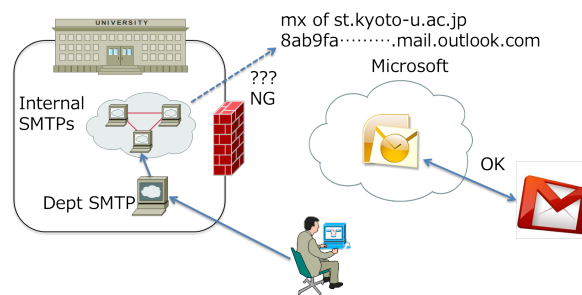 UNIVERSITY
mx of st.kyoto-u.ac.jp
8ab9fa·········.mail.outlook.com
Microsoft
???
NG
Internal
SMTPs
OK
Dept SMTP